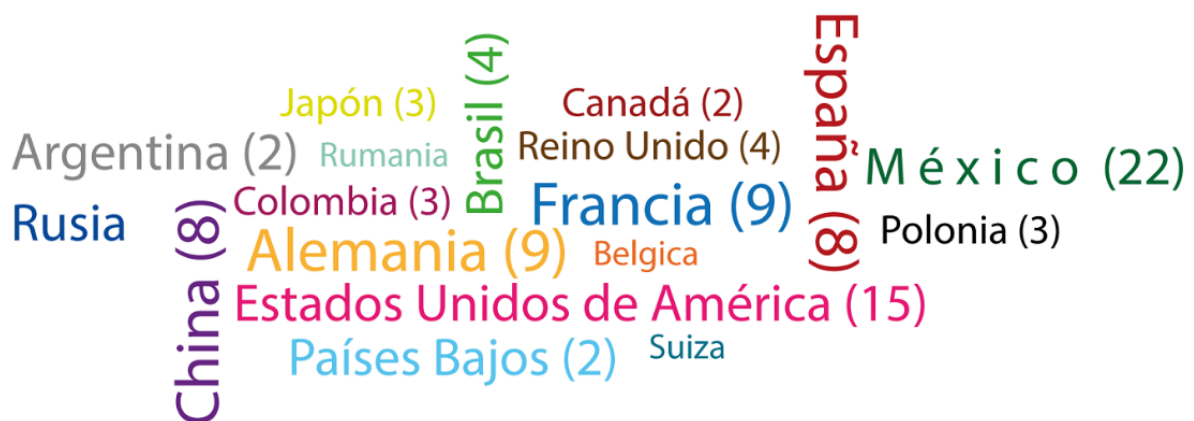 España (8)
Brasil (4)
Japón (3)
Canadá (2)
Argentina (2)
Rumania
Reino Unido (4)
M é x i c o (22)
Colombia (3)
Francia (9)
Rusia
China (8)
Polonia (3)
Alemania (9)
Belgica
Estados Unidos de América (15)
Países Bajos (2)
Suiza